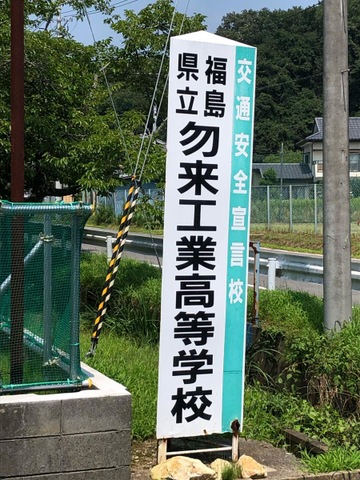 交通安全宣言校
福島県立
勿来工業高等学校